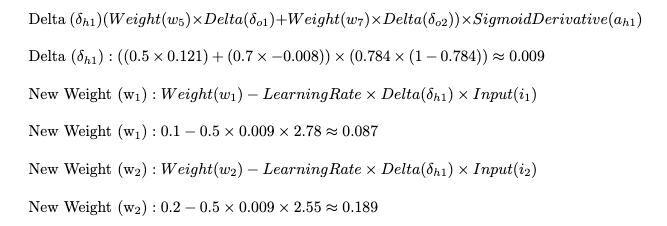 Delta (δh1)(Weight(w5)×Delta(δo1)+Weight(w7)×Delta(δo2))×SigmoidDerivative(ah1)
Delta (δh1) : ((0.5 × 0.121) + (0.7 × −0.008)) × (0.784 × (1 − 0.784)) ≈ 0.009
New Weight (w1) : Weight(w1) − LearningRate × Delta(δh1) × Input(i1)
New Weight (w1) : 0.1 − 0.5 × 0.009 × 2.78 ≈ 0.087
New Weight (w2) : Weight(w2) − LearningRate × Delta(δh1) × Input(i2)
New Weight (w2) : 0.2 − 0.5 × 0.009 × 2.55 ≈ 0.189